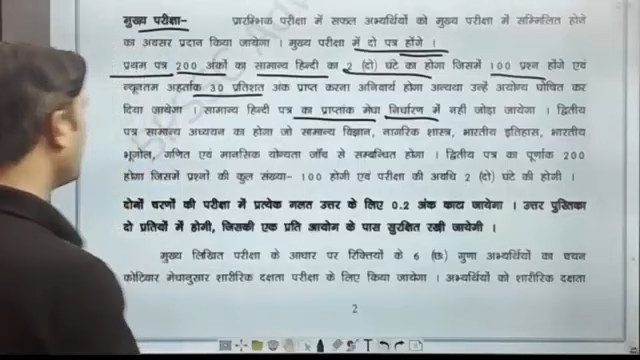 मुख्य परीक्षा- प्रारम्भिक परीक्षा में सफल अभ्यर्थियों को मुख्य परीक्षा में सम्मिलित होने
का अवसर प्रदान किया जायेगा । मुख्य परीक्षा में दो पत्र होंगे ।
प्रथम पत्र 200 अंकों का सामान्य हिन्दी का 2 (दो) घंटे का होगा जिसमें 100 प्रश्न होंगे एवं
न्यूनतम अहर्ताक 30 प्रतिशत अंक प्राप्त करना अनिवार्य होगा अन्यथा उन्हें अयोग्य घोषित कर
दिया जायेगा । सामान्य हिन्दी पत्र का प्राप्तांक मेधा निर्धारण में नहीं जोड़ा जायेगा । द्वितीय
पत्र सामान्य अध्ययन का होगा जो सामान्य विज्ञान, नागरिक शास्त्र, भारतीय इतिहास, भारतीय
भूगोल, गणित एवं मानसिक योग्यता जाँच से सम्बन्धित होगा । द्वितीय पत्र का पूर्णांक 200
होगा जिसमें प्रश्नों की कुल संख्या- 100 होगी एवं परीक्षा की अवधि 2 (दो) घंटे की होगी ।
दोनों चरणों की परीक्षा में प्रत्येक गलत उत्तर के लिए 0.2 अंक काटा जायेगा । उत्तर पुस्तिका
दो प्रतियों में होगी, जिसकी एक प्रति आयोग के पास सुरक्षित रखी जायेगी ।
मुख्य लिखित परीक्षा के आधार पर रिक्तियों के 6 (छः) गुणा अभ्यर्थियों का चयन
कोटिवार मेधानुसार शारीरिक दक्षता परीक्षा के लिए किया जायेगा । अभ्यर्थियों को शारीरिक दक्षता
2